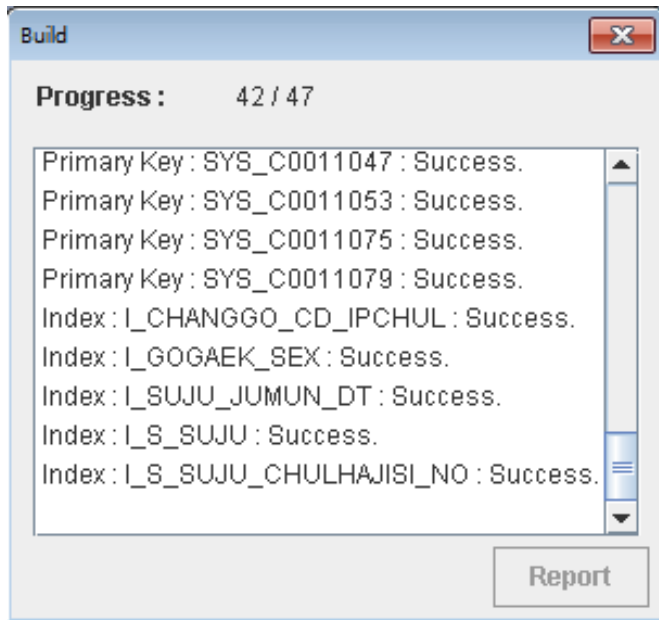 Build
Progress : 42 / 47
Primary Key : SYS_C0011047 : Success.
Primary Key : SYS_C0011053 : Success.
Primary Key : SYS_C0011075 : Success.
Primary Key : SYS_C0011079 : Success.
Index : I_CHANGGO_CD_IPCHUL : Success.
Index : I_GOGAEK_SEX : Success.
Index : I_SUJU_JUMUN_DT : Success.
Index : I_S_SUJU : Success.
Index : I_S_SUJU_CHULHAJISI_NO : Success.
Report